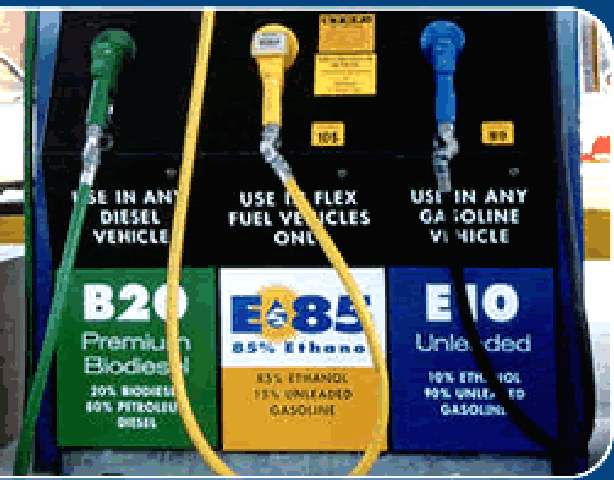 105
89
USE IN ANY
DIESEL
VEHICLE
USE IN FLEX
FUEL VEHICLES
ONLY
USE IN ANY
GASOLINE
VEHICLE
B20
Premium
Biodiesel
20% BIODIESEL
80% PETROLEUM
DIESEL
E85
85% Ethanol
85% ETHANOL
15% UNLEADED
GASOLINE
E10
Unleaded
10% ETHANOL
90% UNLEADED
GASOLINE